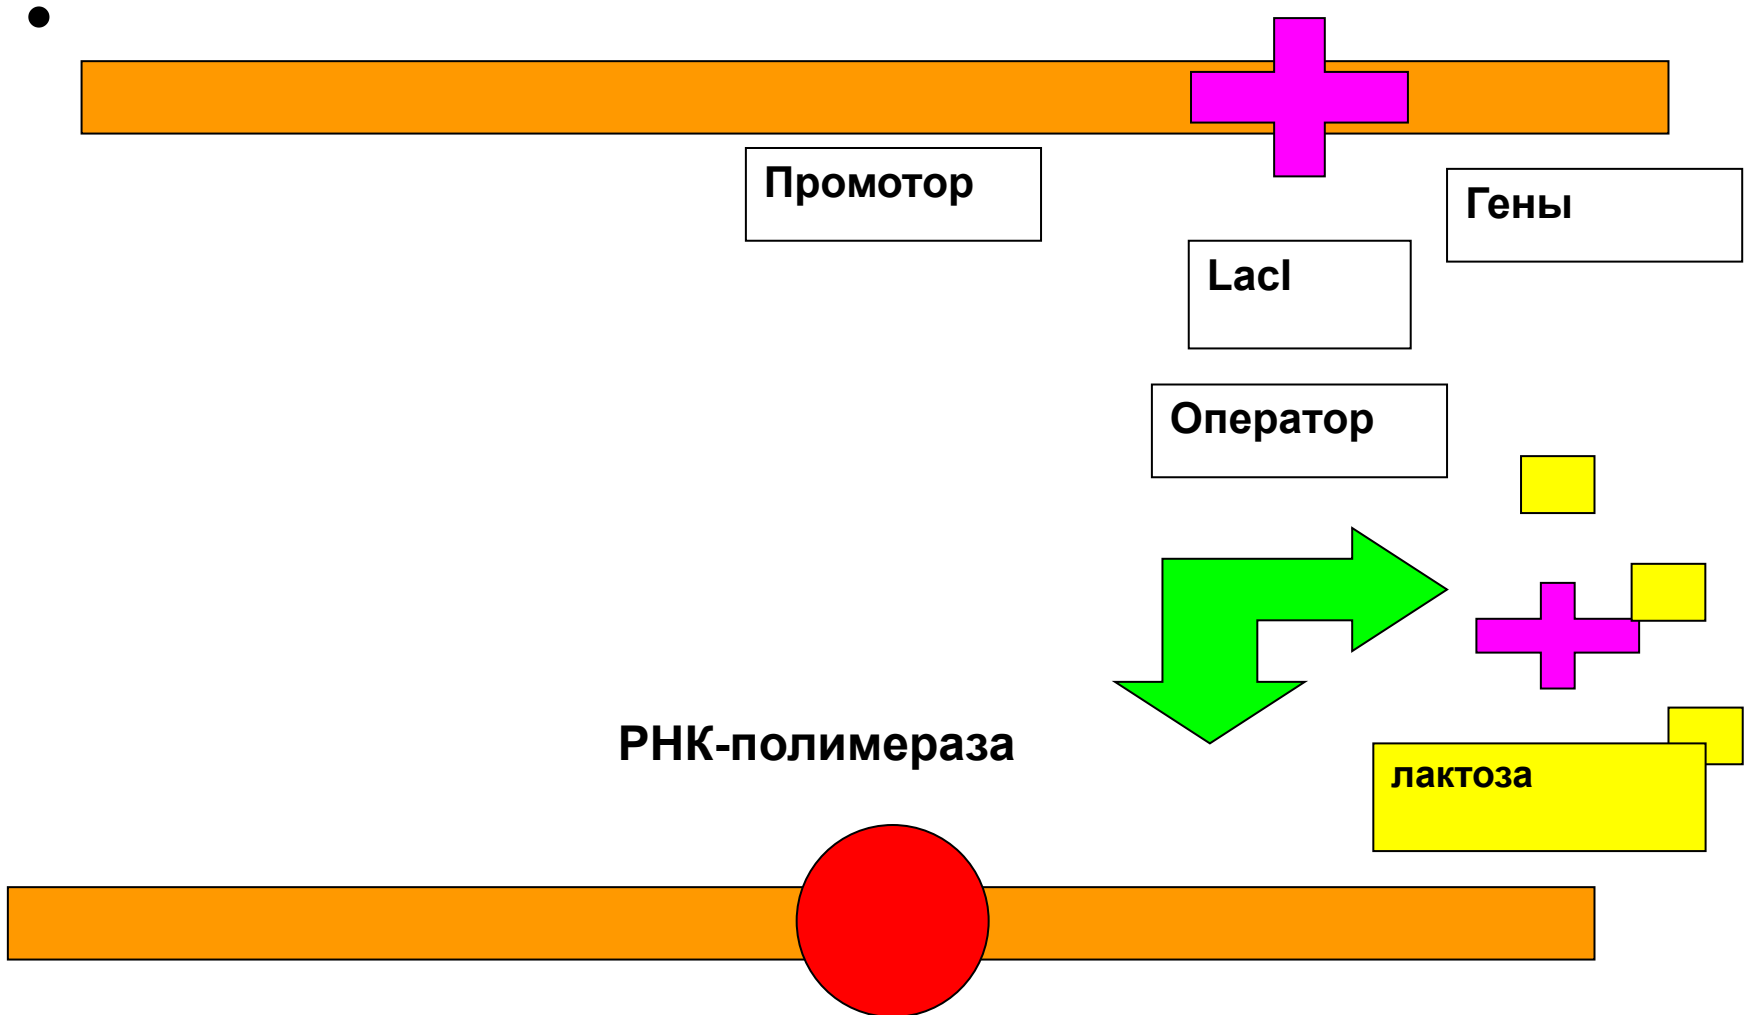 Промотор
Гены
LacI
Оператор
РНК-полимераза
лактоза